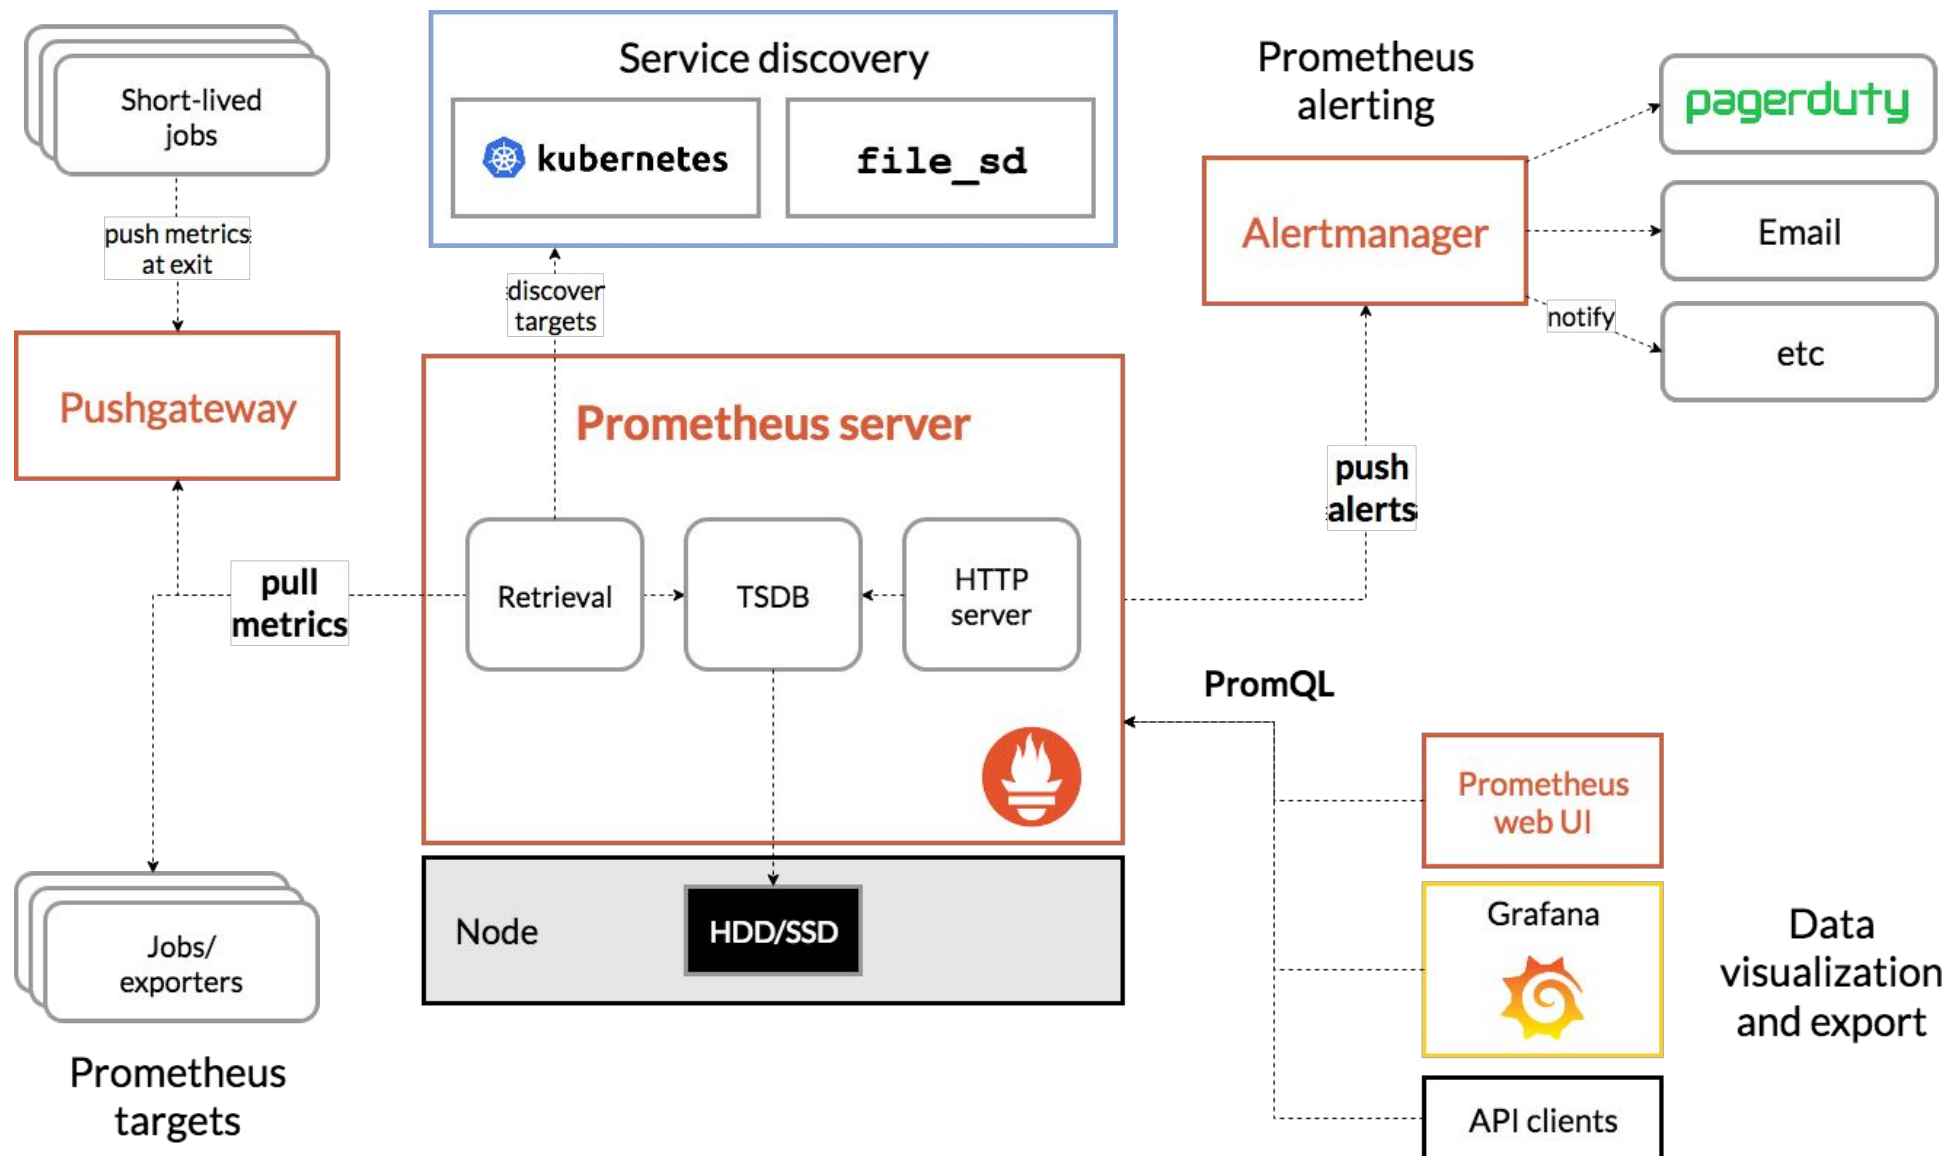 Short-lived
jobs
push metrics
at exit
Pushgateway
pull
metrics
Jobs/
exporters
Prometheus
targets
Service discovery
kubernetes
file_sd
discover
targets
Prometheus server
Retrieval
TSDB
HTTP
server
Node
HDD/SSD
Prometheus
alerting
Alertmanager
pagerduty
Email
notify
etc
push
alerts
PromQL
Prometheus
web UI
Grafana
API clients
Data
visualization
and export